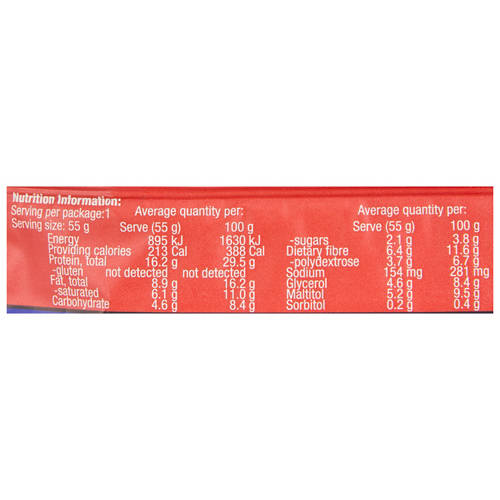 Nutrition Information:
Serving per package:1 Average quantity per: Average quantity per:
Serving size: 55 g Serve (55 g) 100 g Serve (55 g) 100 g
Energy 895 kJ 1630 kJ -sugars 2.1 g 3.8 g
Providing calories 213 Cal 388 Cal Dietary fibre 6.4 g 11.6 g
Protein, total 16.2 g 29.5 g -polydextrose 3.7 g 6.7 g
-gluten not detected not detected Sodium 154 mg 281 mg
Fat, total 8.9 g 16.2 g Glycerol 4.6 g 8.4 g
-saturated 6.1 g 11.0 g Maltitol 5.2 g 9.5 g
Carbohydrate 4.6 g 8.4 g Sorbitol 0.2 g 0.4 g